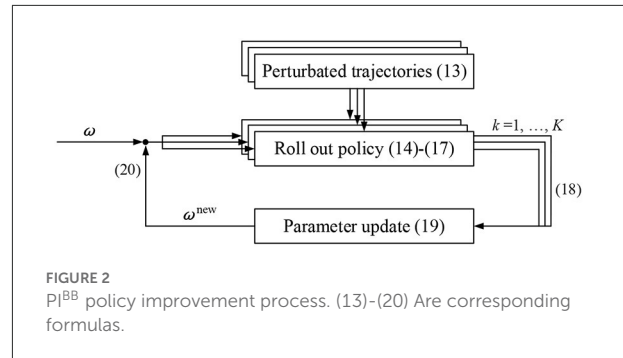 Perturbated trajectories (13)
k =1, …, K
ω
Roll out policy (14)-(17)
(20)
(18)
ω^new
Parameter update (19)
FIGURE 2
PI^BB policy improvement process. (13)-(20) Are corresponding
formulas.